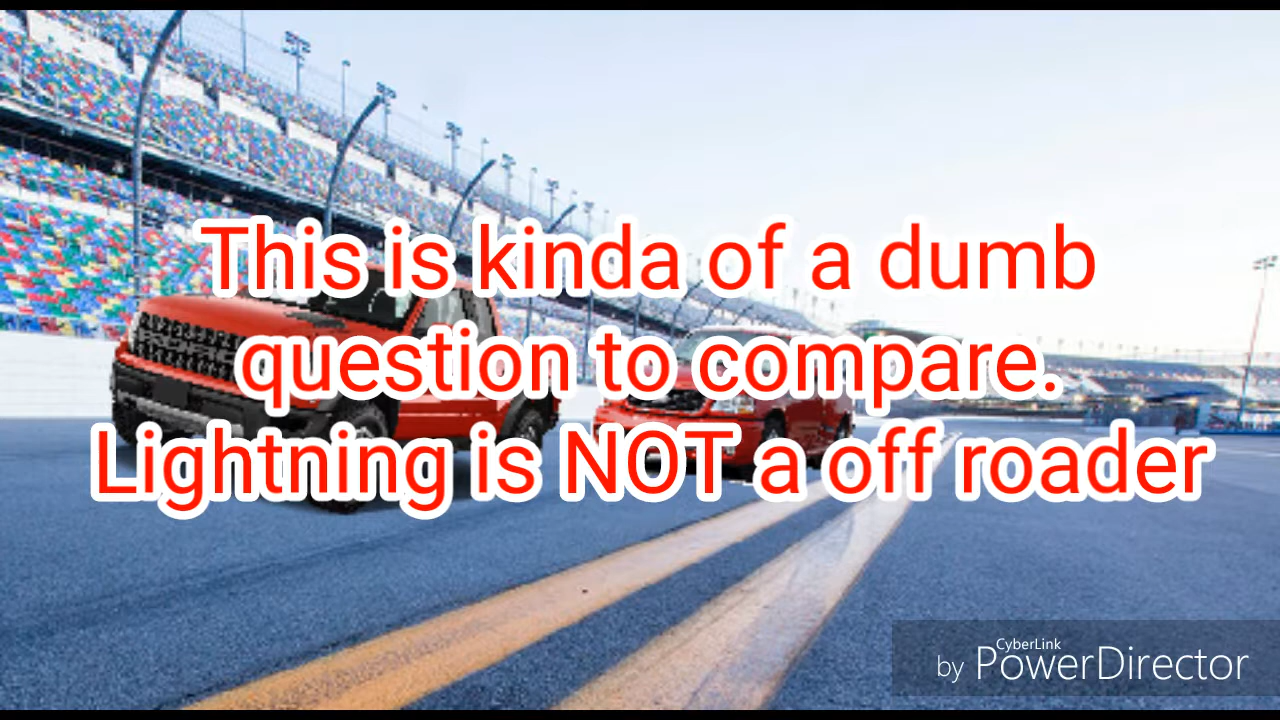 This is kinda of a dumb
question to compare.
Lightning is NOT a off roader
CyberLink
by PowerDirector